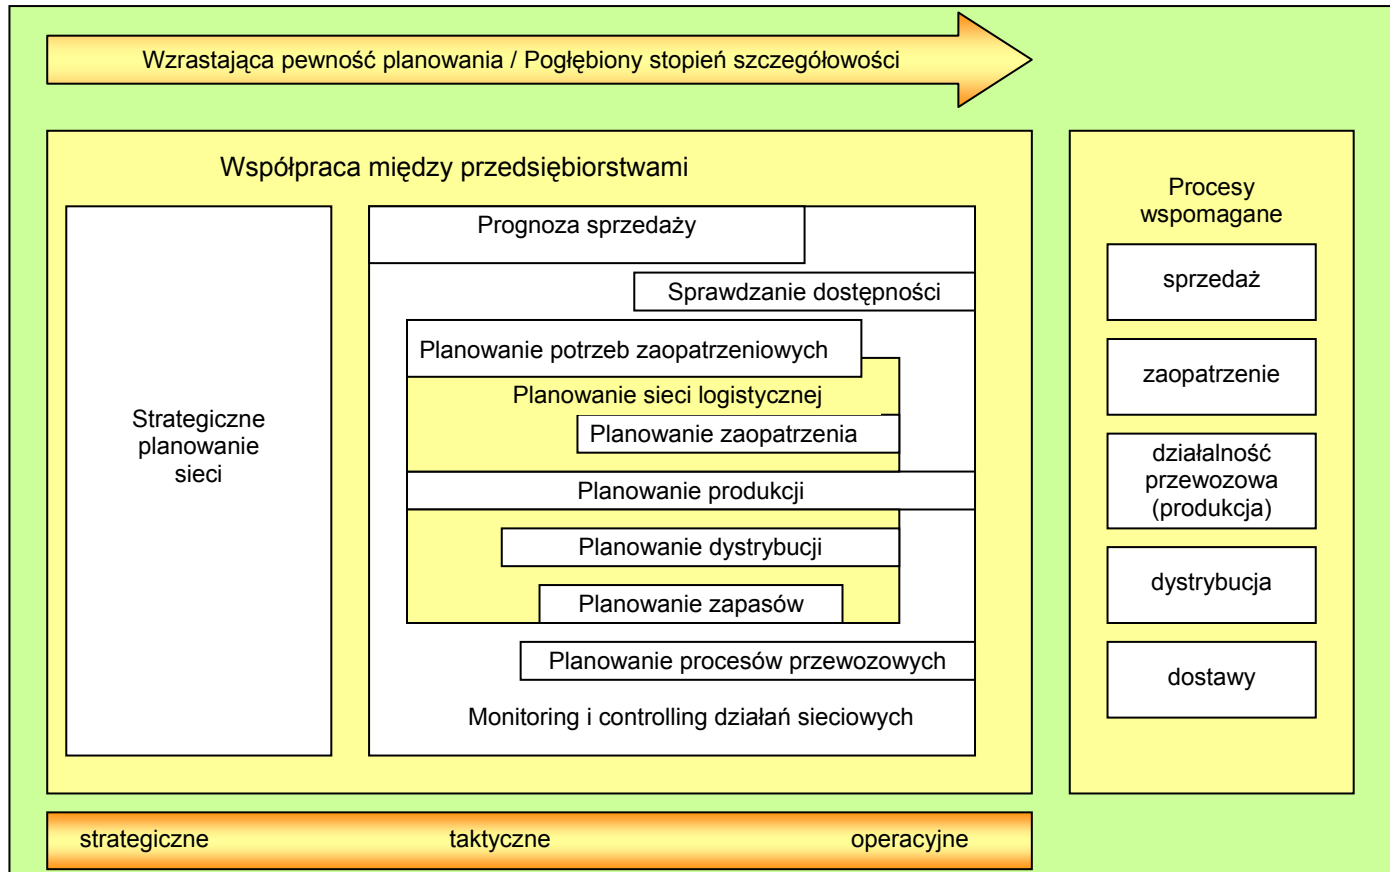 Wzrastająca pewność planowania / Pogłębiony stopień szczegółowości
Współpraca między przedsiębiorstwami
Strategiczne
planowanie
sieci
Prognoza sprzedaży
Sprawdzanie dostępności
Planowanie potrzeb zaopatrzeniowych
Planowanie sieci logistycznej
Planowanie zaopatrzenia
Planowanie produkcji
Planowanie dystrybucji
Planowanie zapasów
Planowanie procesów przewozowych
Monitoring i controlling działań sieciowych
Procesy
wspomagane
sprzedaż
zaopatrzenie
działalność
przewozowa
(produkcja)
dystrybucja
dostawy
strategiczne taktyczne operacyjne